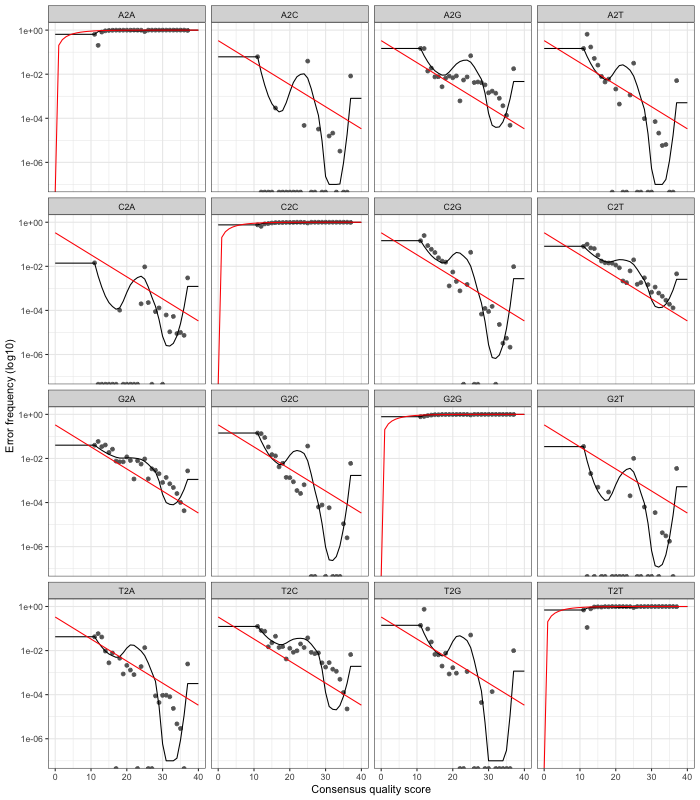 A2A A2C A2G A2T
1e+00
1e-02
1e-04
1e-06
C2A C2C C2G C2T
1e+00
1e-02
1e-04
1e-06
Error frequency (log10)
G2A G2C G2G G2T
1e+00
1e-02
1e-04
1e-06
T2A T2C T2G T2T
1e+00
1e-02
1e-04
1e-06
0 10 20 30 40 0 10 20 30 40 0 10 20 30 40 0 10 20 30 40
Consensus quality score